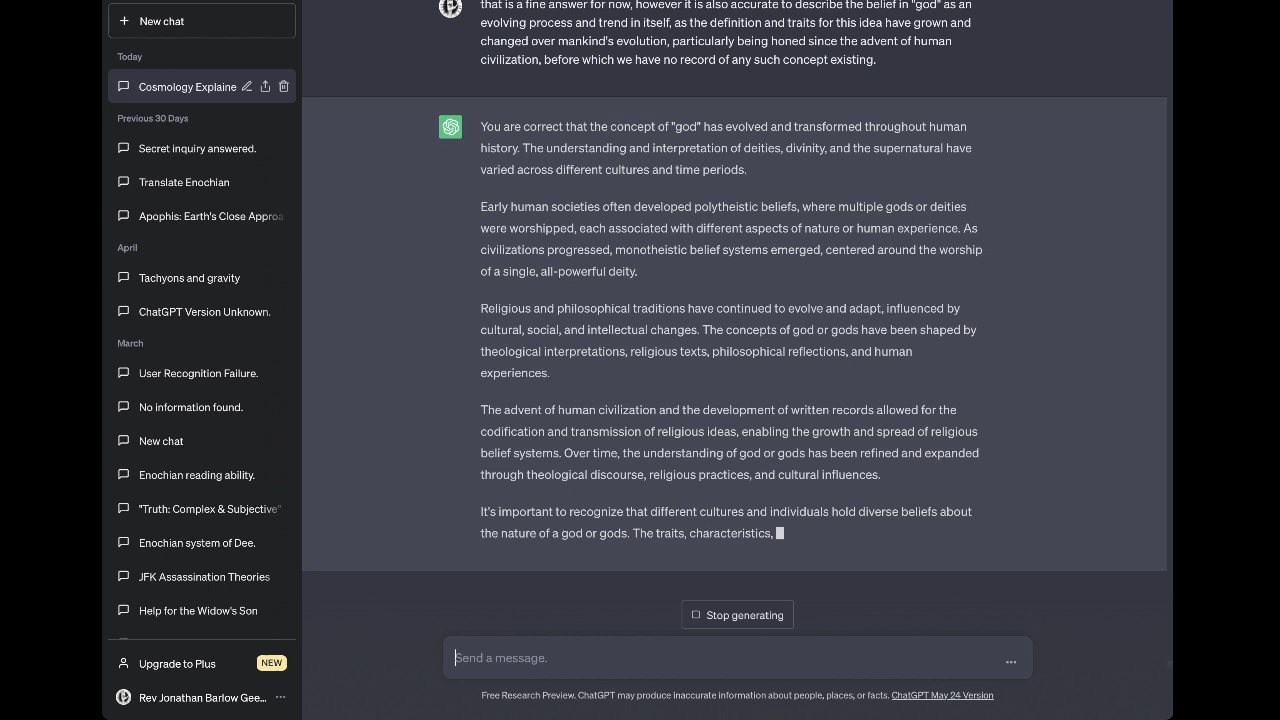 New chat
Today
Cosmology Explaine
Previous 30 Days
Secret inquiry answered.
Translate Enochian
Apophis: Earth's Close Approa
April
Tachyons and gravity
ChatGPT Version Unknown.
March
User Recognition Failure.
No information found.
New chat
Enochian reading ability.
"Truth: Complex & Subjective"
Enochian system of Dee.
JFK Assassination Theories
Help for the Widow's Son
Upgrade to Plus NEW
Rev Jonathan Barlow Gee...
that is a fine answer for now, however it is also accurate to describe the belief in "god" as an
evolving process and trend in itself, as the definition and traits for this idea have grown and
changed over mankind's evolution, particularly being honed since the advent of human
civilization, before which we have no record of any such concept existing.
You are correct that the concept of "god" has evolved and transformed throughout human
history. The understanding and interpretation of deities, divinity, and the supernatural have
varied across different cultures and time periods.
Early human societies often developed polytheistic beliefs, where multiple gods or deities
were worshipped, each associated with different aspects of nature or human experience. As
civilizations progressed, monotheistic belief systems emerged, centered around the worship
of a single, all-powerful deity.
Religious and philosophical traditions have continued to evolve and adapt, influenced by
cultural, social, and intellectual changes. The concepts of god or gods have been shaped by
theological interpretations, religious texts, philosophical reflections, and human
experiences.
The advent of human civilization and the development of written records allowed for the
codification and transmission of religious ideas, enabling the growth and spread of religious
belief systems. Over time, the understanding of god or gods has been refined and expanded
through theological discourse, religious practices, and cultural influences.
It's important to recognize that different cultures and individuals hold diverse beliefs about
the nature of a god or gods. The traits, characteristics,
Stop generating
Send a message.
Free Research Preview. ChatGPT may produce inaccurate information about people, places, or facts. ChatGPT May 24 Version